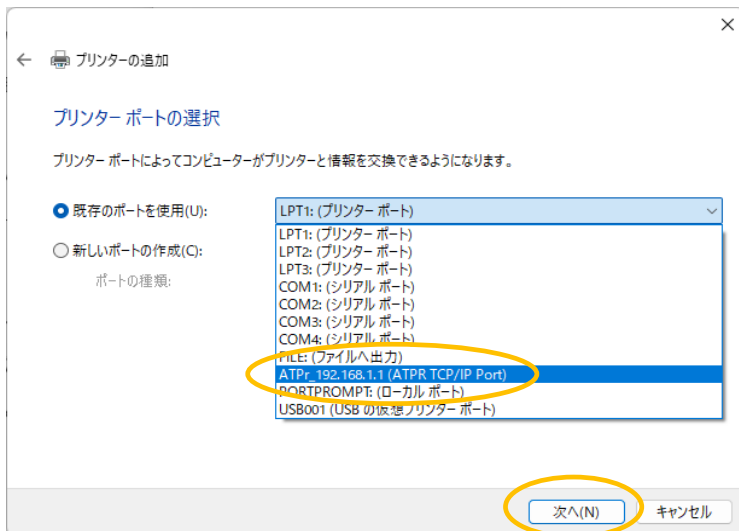 プリンターの追加
プリンター ポートの選択
プリンター ポートによってコンピューターがプリンターと情報を交換できるようになります。
既存のポートを使用(U):
LPT1: (プリンター ポート)
LPT1: (プリンター ポート)
LPT2: (プリンター ポート)
LPT3: (プリンター ポート)
COM1: (シリアル ポート)
COM2: (シリアル ポート)
COM3: (シリアル ポート)
COM4: (シリアル ポート)
FILE: (ファイルへ出力)
ATPr_192.168.1.1 (ATPR TCP/IP Port)
PORTPROMPT: (ローカル ポート)
USB001 (USB の仮想プリンター ポート)
新しいポートの作成(C):
ポートの種類:
次へ(N)
キャンセル